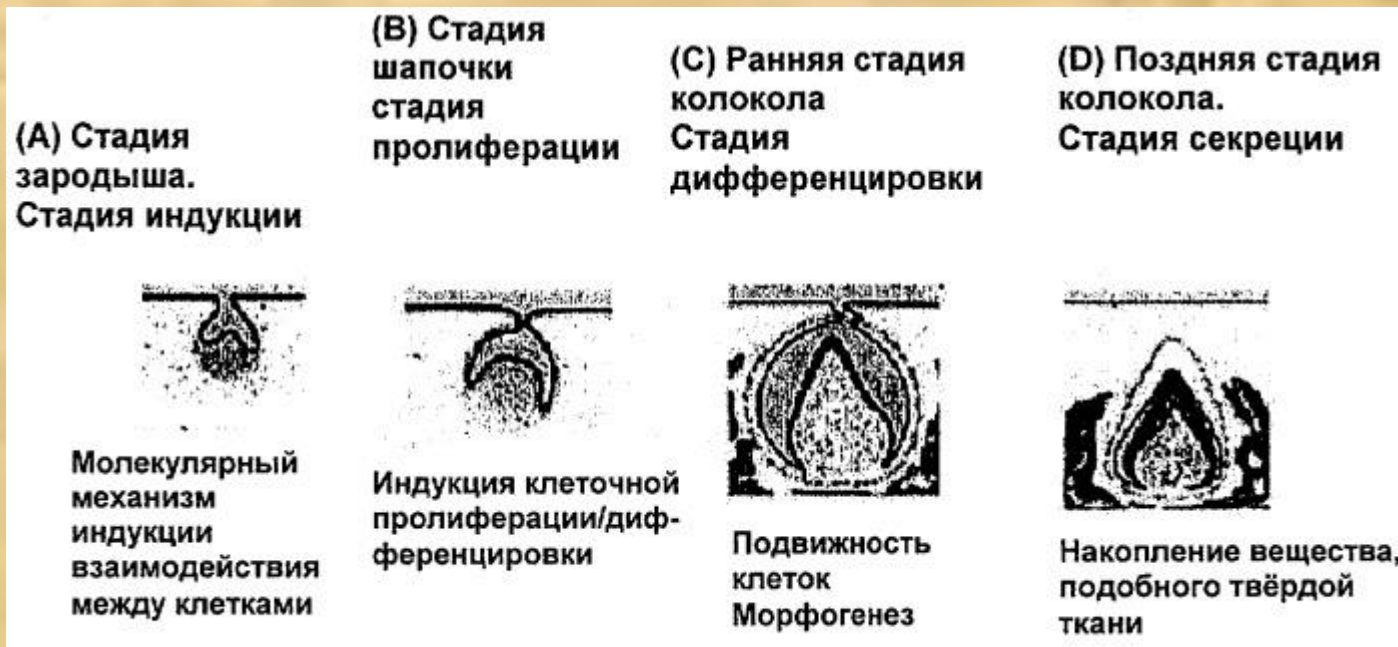 (A) Стадия
зародыша.
Стадия индукции
(B) Стадия
шапочки
стадия
пролиферации
(C) Ранняя стадия
колокола
Стадия
дифференцировки
(D) Поздняя стадия
колокола.
Стадия секреции
Молекулярный
механизм
индукции
взаимодействия
между клетками
Индукция клеточной
пролиферации/диф-
ференцировки
Подвижность
клеток
Морфогенез
Накопление вещества,
подобного твёрдой
ткани